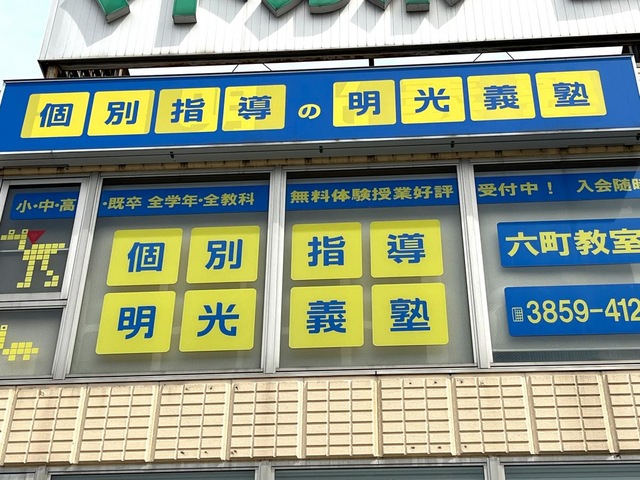 個別指導の明光義塾
小・中・高・既卒 全学年・全教科 無料体験授業好評受付中！ 入会随時
個別指導
明光義塾
六町教室
3859-412